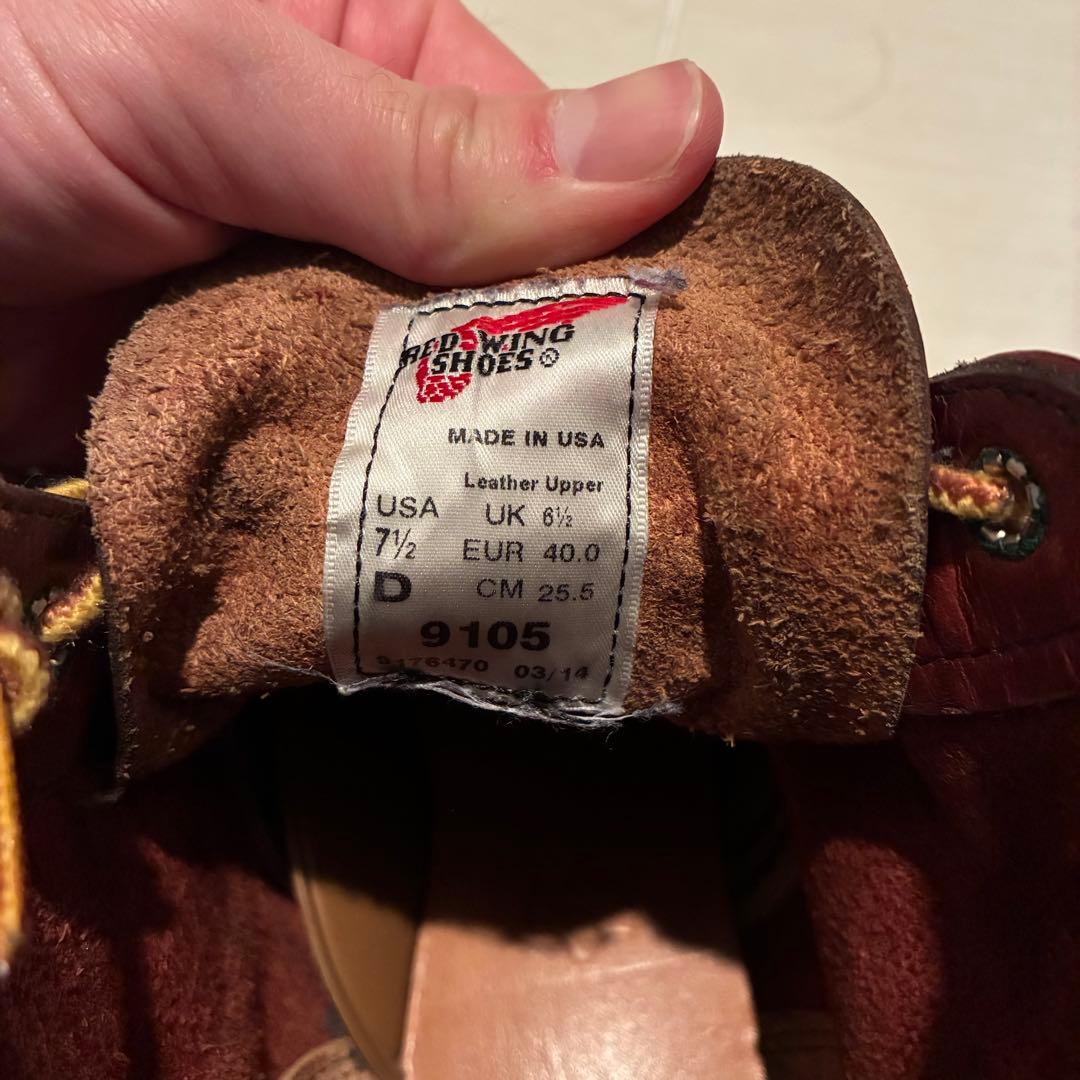 RED WING
SHOES®
MADE IN USA
Leather Upper
USA UK 6½
7½ EUR 40.0
D CM 25.5
9105
9176470 03/14